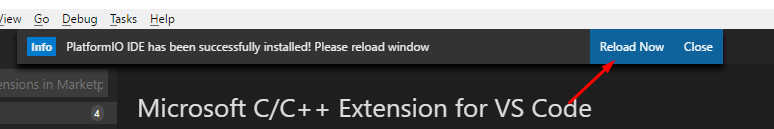 View Go Debug Tasks Help
Info PlatformIO IDE has been successfully installed! Please reload window Reload Now Close
ensions in Marketp
4
Microsoft C/C++ Extension for VS Code